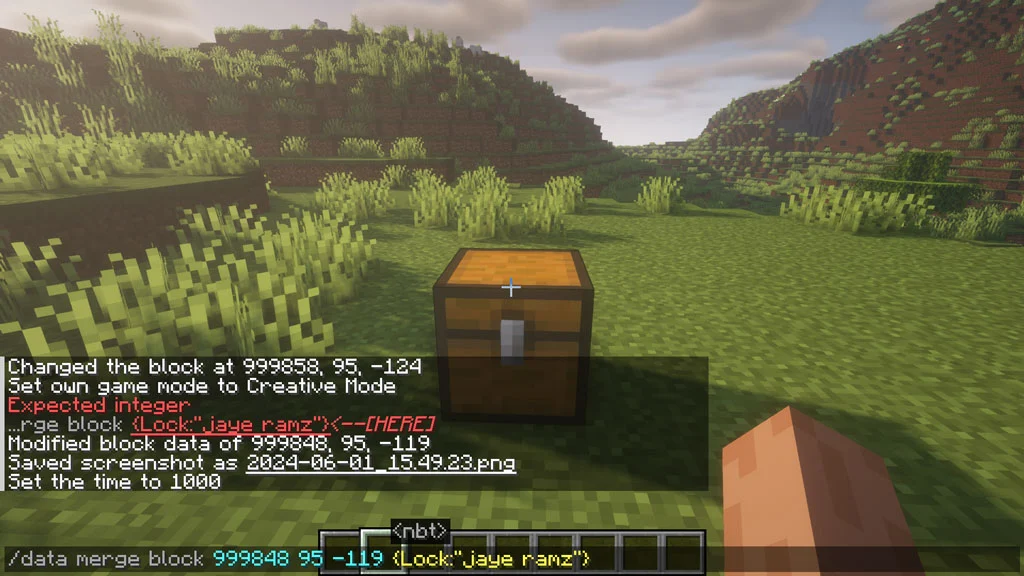 Changed the block at 999858, 95, -124
Set own game mode to Creative Mode
Expected integer
...rge block {Lock:"jaye ramz"}<--[HERE]
Modified block data of 999848, 95, -119
Saved screenshot as 2024-06-01_15.49.23.png
Set the time to 1000
<nbt>
/data merge block 999848 95 -119 {Lock:"jaye ramz"}